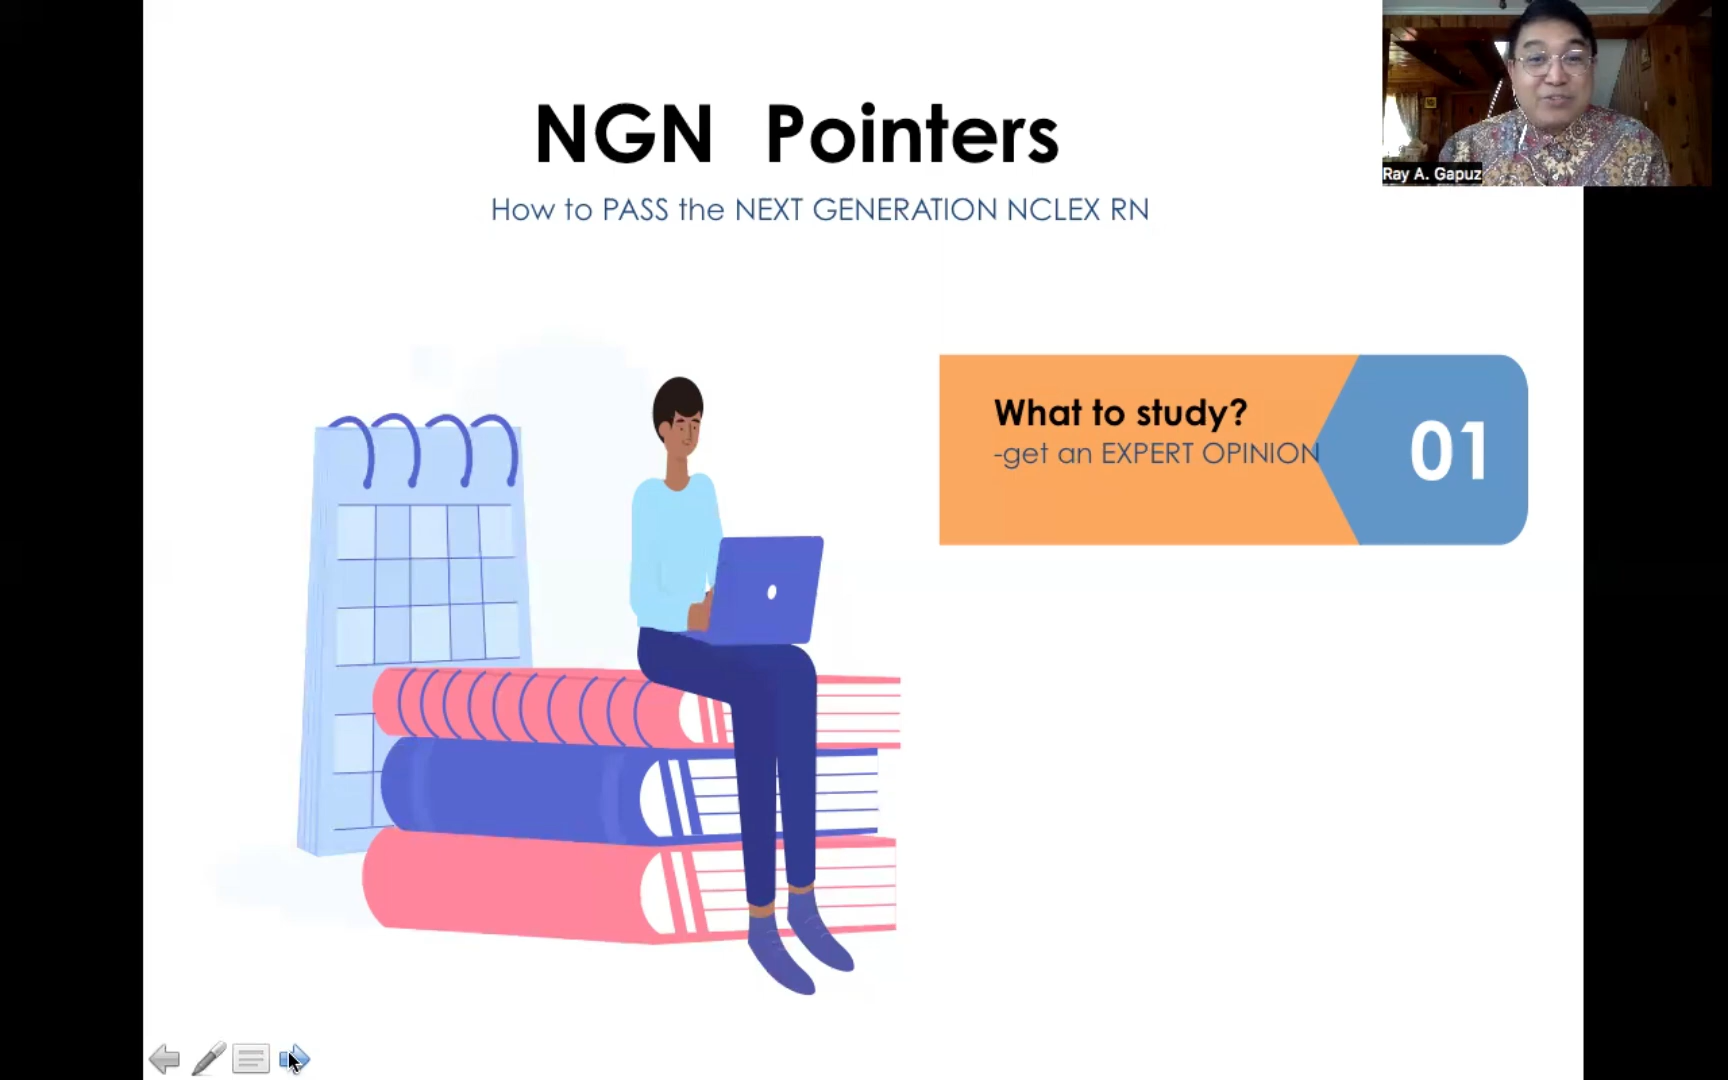 NGN Pointers
How to PASS the NEXT GENERATION NCLEX RN
Ray A. Gapuz
What to study?
-get an EXPERT OPINION
01